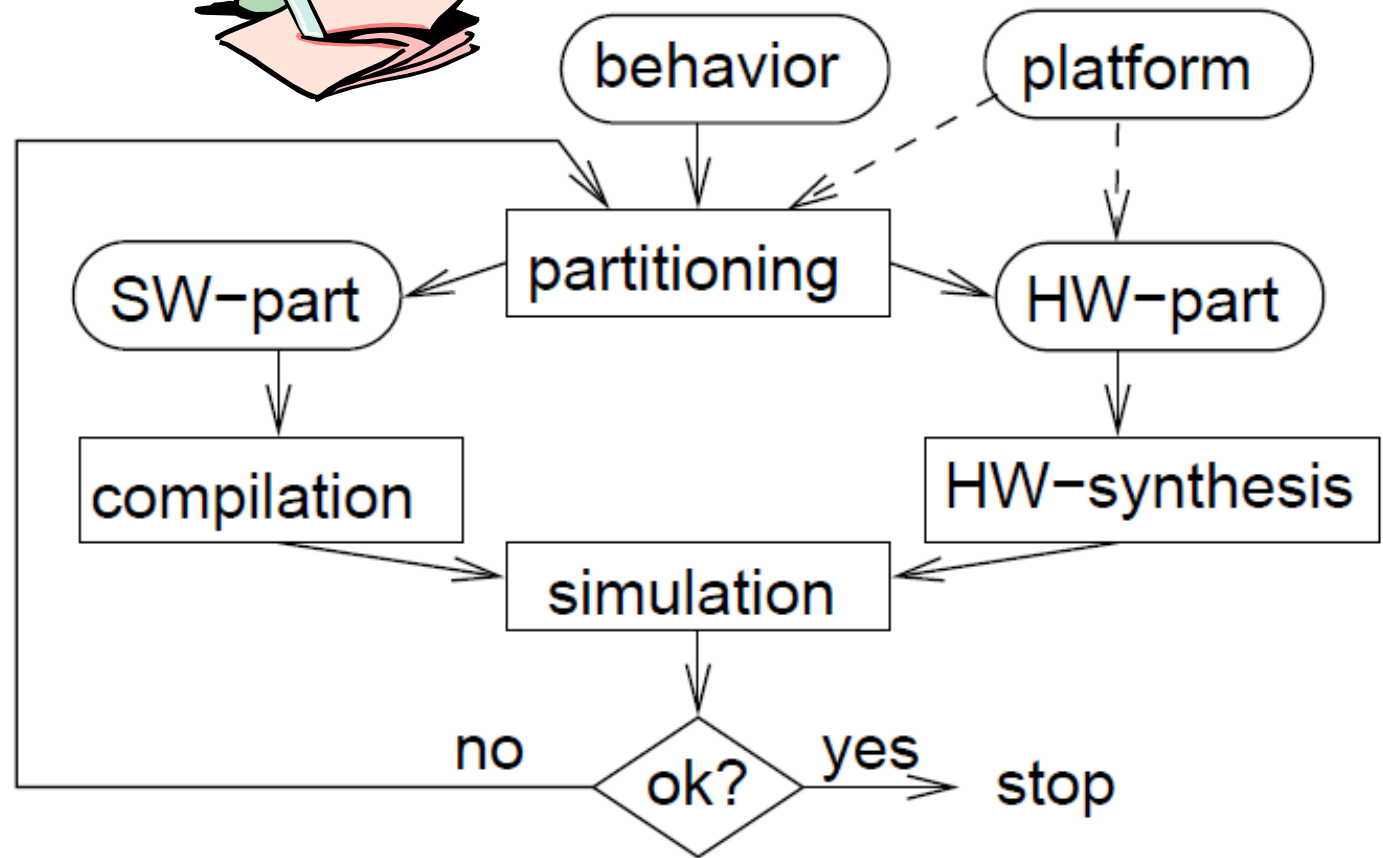 behavior
platform
partitioning
SW−part
HW−part
compilation
HW−synthesis
simulation
no
ok?
yes
stop